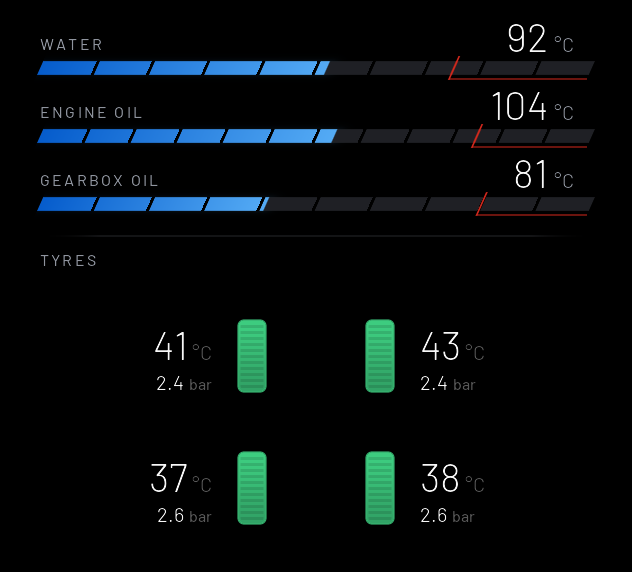 WATER 92 °C
ENGINE OIL 104 °C
GEARBOX OIL 81 °C
TYRES
41 °C 43 °C
2.4 bar 2.4 bar
37 °C 38 °C
2.6 bar 2.6 bar